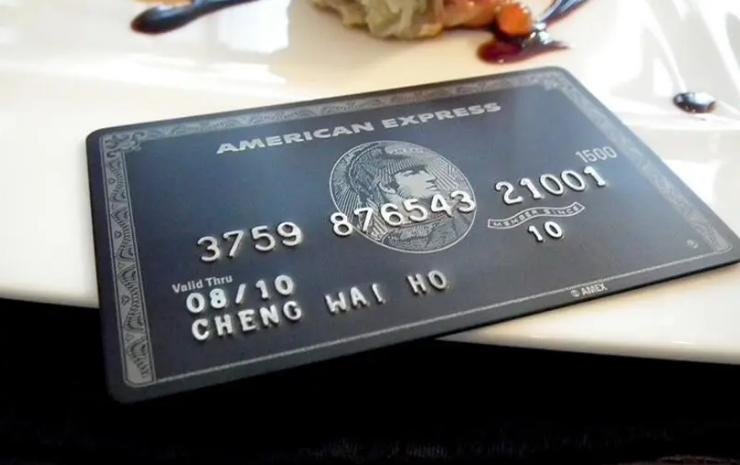 AMERICAN EXPRESS
1500
3759 876543 21001
MEMBER SINCE
10
Valid Thru
08/10
CHENG WAI HO
© AMEX